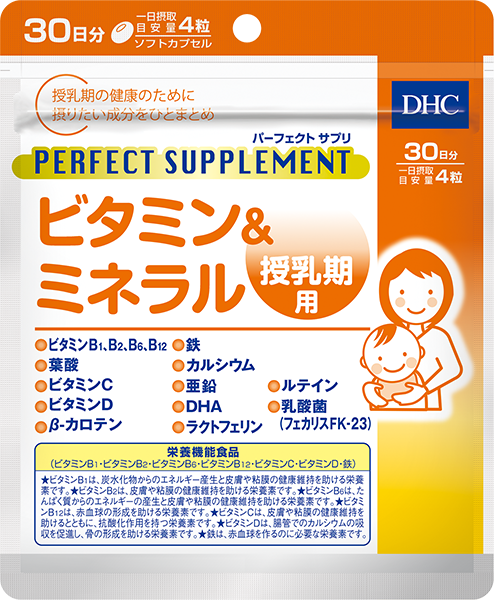 30日分 一日摂取目安量 4粒
ソフトカプセル
授乳期の健康のために
摂りたい成分をひとまとめ
DHC
パーフェクト サプリ
PERFECT SUPPLEMENT
30日分
一日摂取目安量 4粒
ビタミン&
ミネラル
授乳期
用
ビタミンB1、B2、B6、B12
葉酸
ビタミンC
ビタミンD
β-カロテン
鉄
カルシウム
亜鉛
DHA
ラクトフェリン
ルテイン
乳酸菌
(フェカリスFK-23)
栄養機能食品
(ビタミンB1・ビタミンB2・ビタミンB6・ビタミンB12・ビタミンC・ビタミンD・鉄)
★ビタミンB1は、炭水化物からのエネルギー産生と皮膚や粘膜の健康維持を助ける栄養
素です。★ビタミンB2は、皮膚や粘膜の健康維持を助ける栄養素です。★ビタミンB6は、た
んぱく質からのエネルギーの産生と皮膚や粘膜の健康維持を助ける栄養素です。★ビタ
ミンB12は、赤血球の形成を助ける栄養素です。★ビタミンCは、皮膚や粘膜の健康維持を
助けるとともに、抗酸化作用を持つ栄養素です。★ビタミンDは、腸管でのカルシウムの吸
収を促進し、骨の形成を助ける栄養素です。★鉄は、赤血球を作るのに必要な栄養素です。